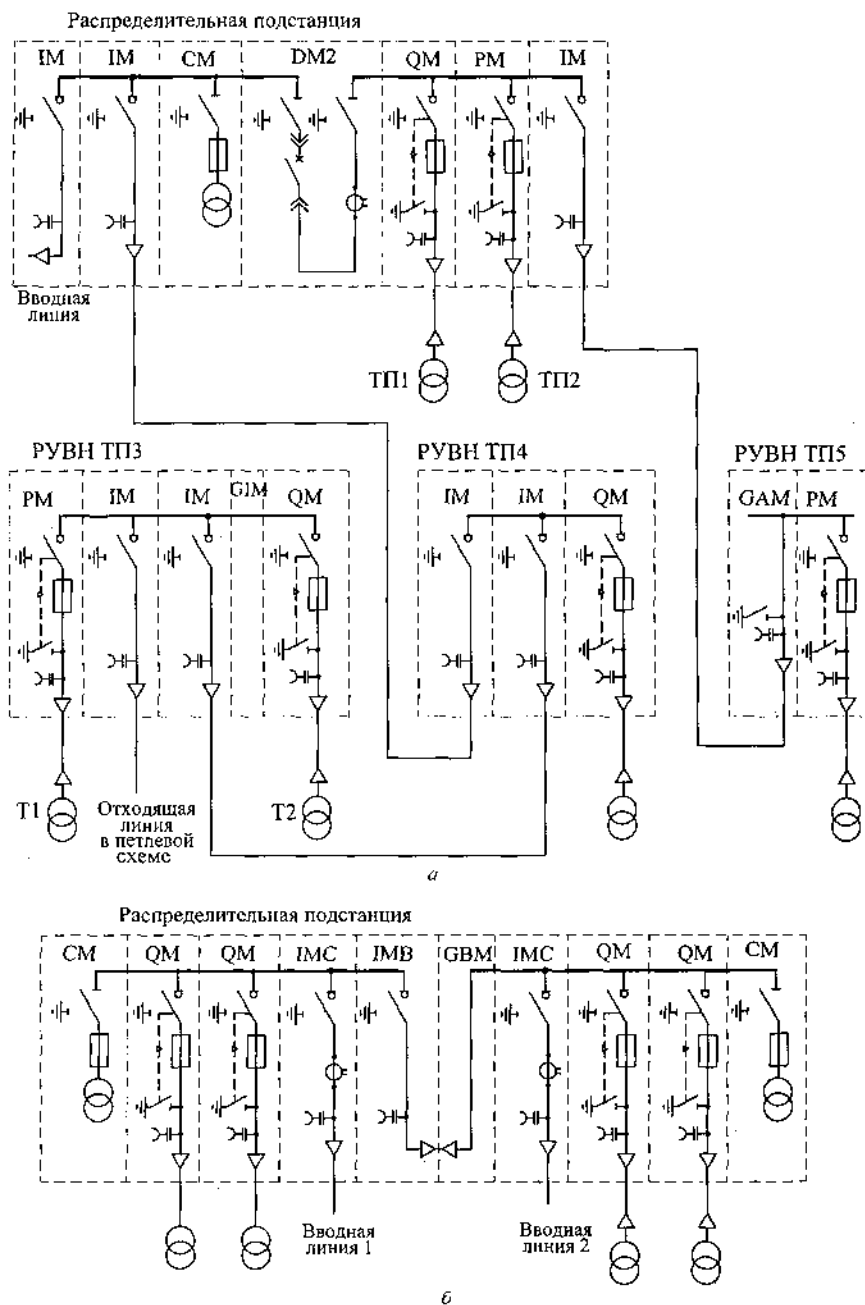 Распределительная подстанция
IM IM CM DM2 QM PM IM
Вводная
линия
ТП1 ТП2
РУВН ТП3 РУВН ТП4 РУВН ТП5
PM IM IM GIM QM IM IM QM GAM PM
Т1 Т2
Отходящая
линия
в петлевой
схеме
а
Распределительная подстанция
CM QM QM IMC IMB GBM IMC QM QM CM
Вводная
линия 1
Вводная
линия 2
б